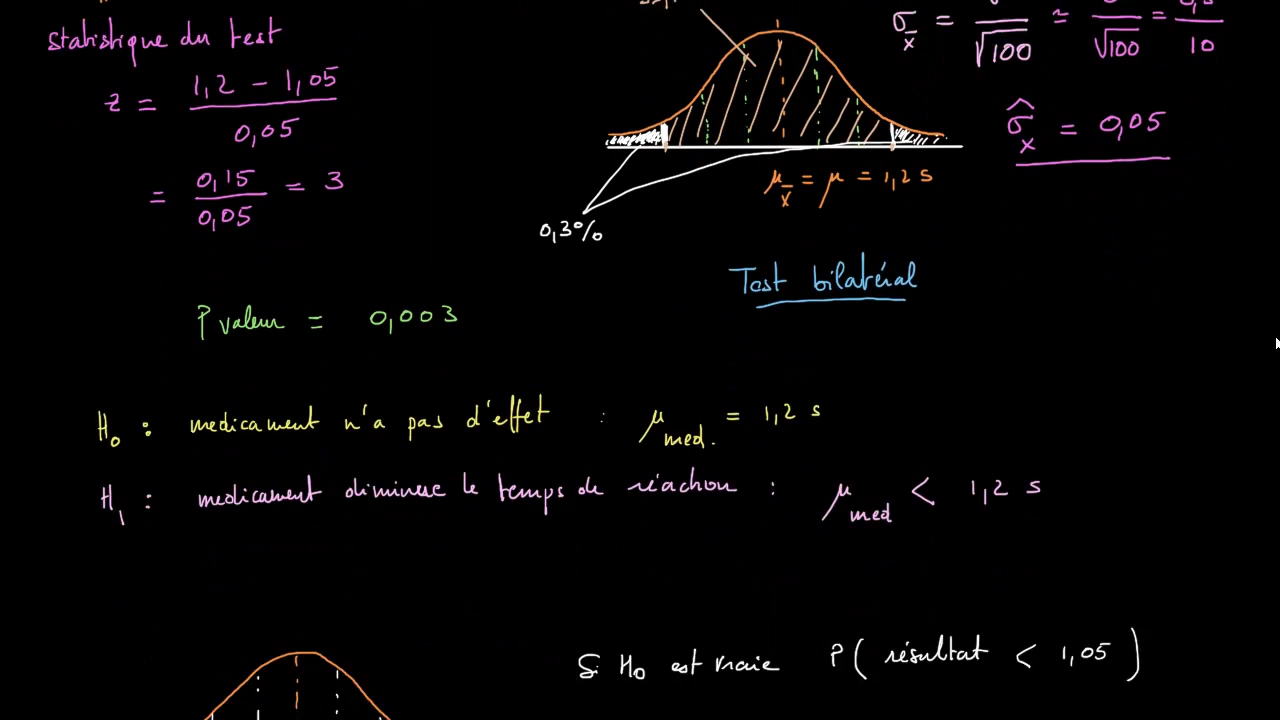 statistique du test
z = (1,2 − 1,05) / 0,05
= 0,15 / 0,05 = 3
σ_x̄ = / √100 ≃ / √100 = / 10
σ̂_x̄ = 0,05
μ_x̄ = μ = 1,2 s
0,3%
Test bilatéral
P valeur = 0,003
H₀ : medicament n'a pas d'effet : μ_med. = 1,2 s
H₁ : medicament diminue le temps de réaction : μ_med < 1,2 s
Si H₀ est vraie P( résultat < 1,05 )